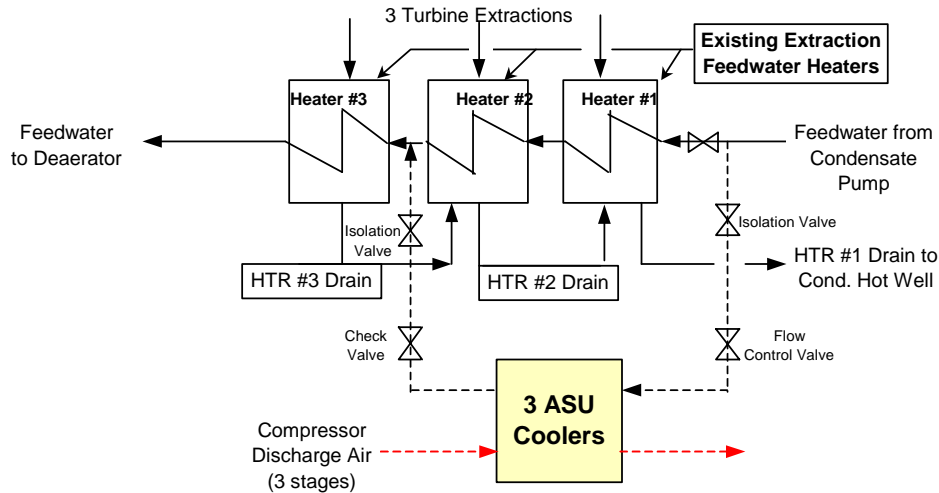 3 Turbine Extractions
Existing Extraction
Feedwater Heaters
Heater #3
Heater #2
Heater #1
Feedwater
to Deaerator
Feedwater from
Condensate
Pump
Isolation
Valve
Isolation Valve
HTR #3 Drain
HTR #2 Drain
HTR #1 Drain to
Cond. Hot Well
Check
Valve
Flow
Control Valve
3 ASU
Coolers
Compressor
Discharge Air
(3 stages)